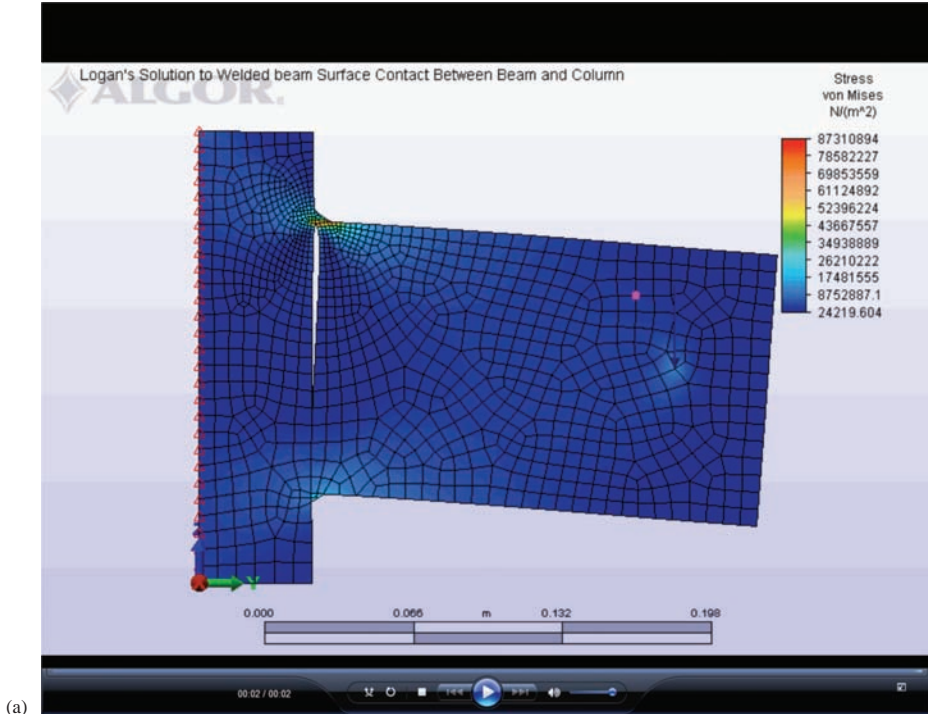 Logan's Solution to Welded beam Surface Contact Between Beam and Column
ALGOR.
Stress
von Mises
N/(m^2)
87310894
78582227
69853559
61124892
52396224
43667557
34938889
26210222
17481555
8752887.1
24219.604
Y
0.000 0.066 m 0.132 0.198
00:02 / 00:02
(a)